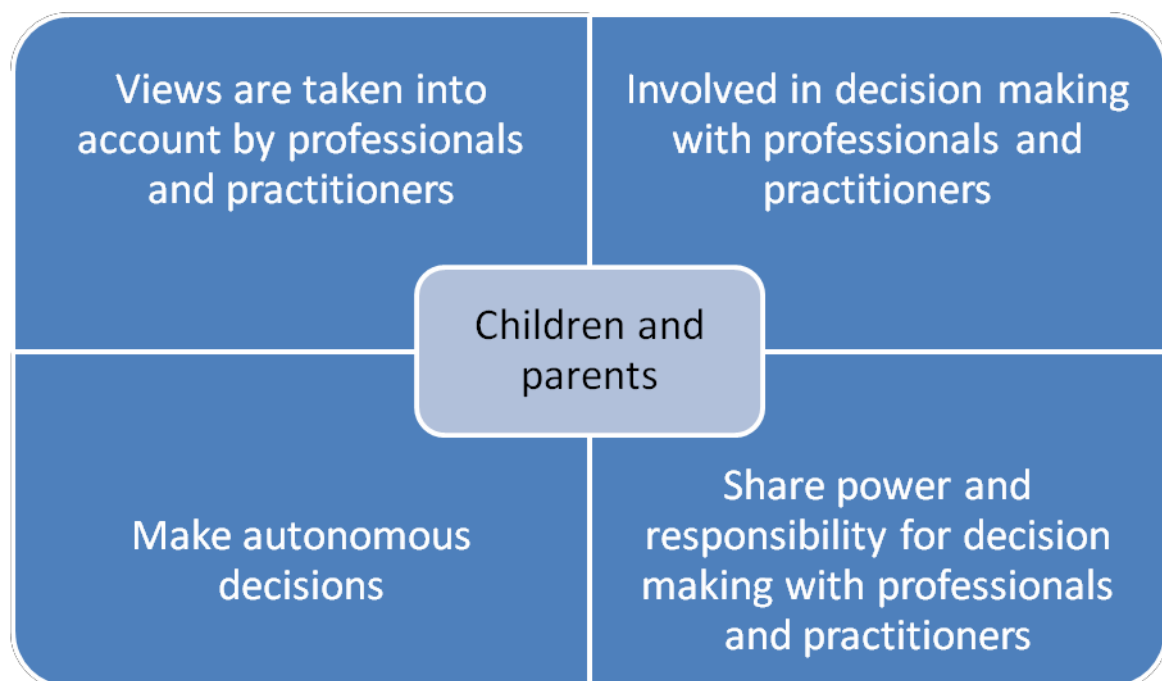 Views are taken into
account by professionals
and practitioners
Involved in decision making
with professionals and
practitioners
Children and
parents
Make autonomous
decisions
Share power and
responsibility for decision
making with professionals
and practitioners